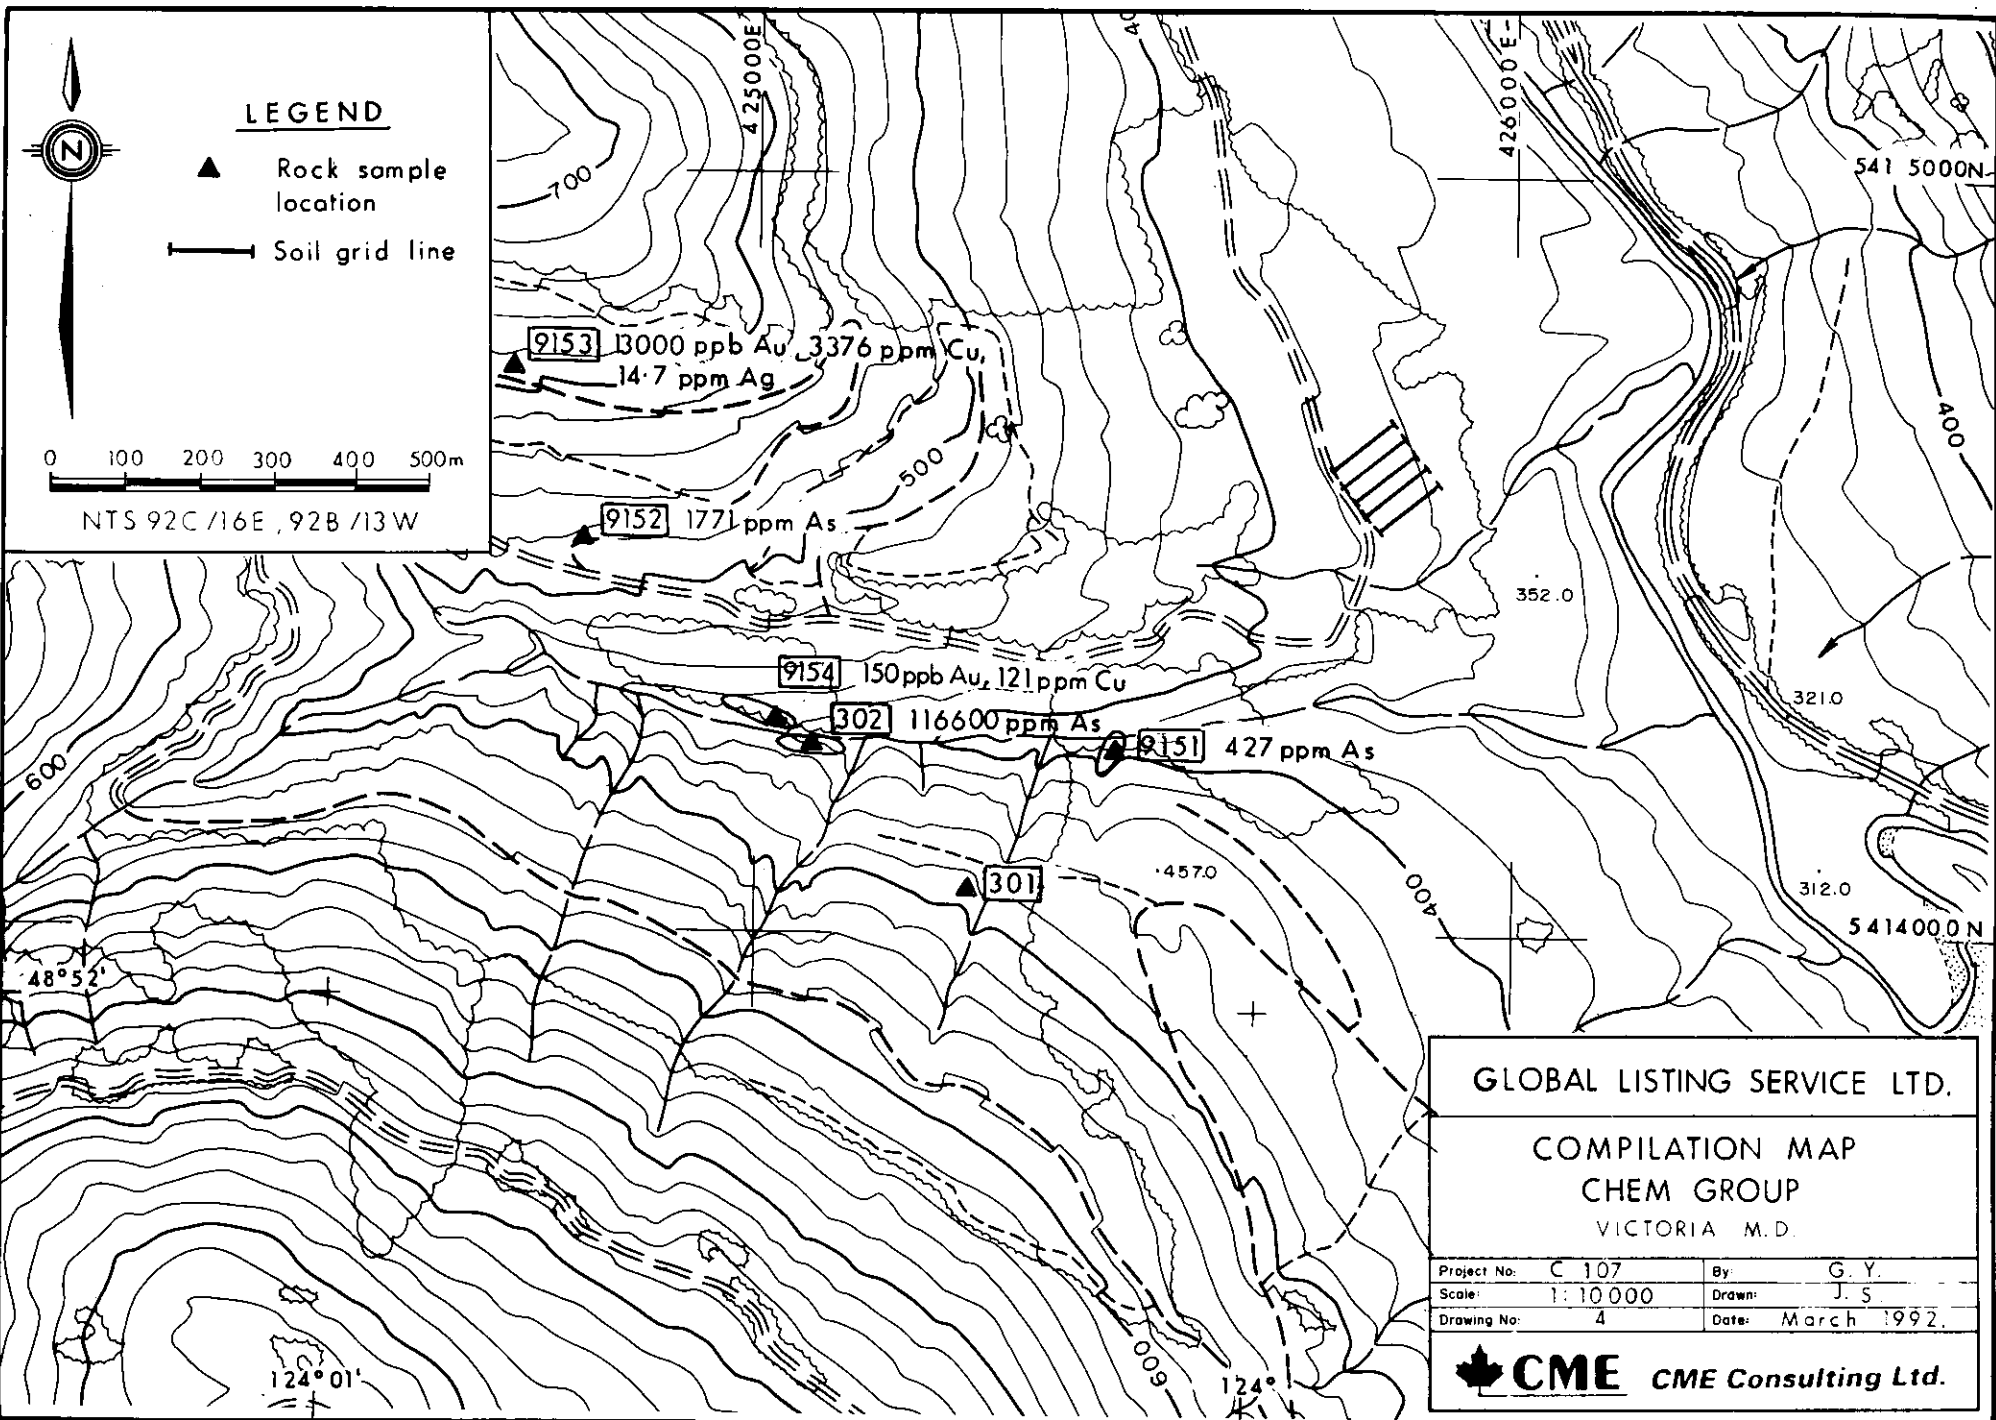 N
LEGEND
Rock sample
location
Soil grid line
0 100 200 300 400 500m
NTS 92C/16E, 92B/13W
425000E
426000E
541 5000N
700
9153 13000 ppb Au, 3376 ppm Cu,
14.7 ppm Ag
400
500
9152 1771 ppm As
352.0
9154 150 ppb Au, 121 ppm Cu
321.0
302 116600 ppm As
9151 427 ppm As
600
301
457.0
400
312.0
5414000 N
48°52'
124°01'
600
124°
GLOBAL LISTING SERVICE LTD.
COMPILATION MAP
CHEM GROUP
VICTORIA M.D.
Project No: C 107
By: G. Y.
Scale: 1:10000
Drawn: J. S.
Drawing No: 4
Date: March 1992.
CME CME Consulting Ltd.